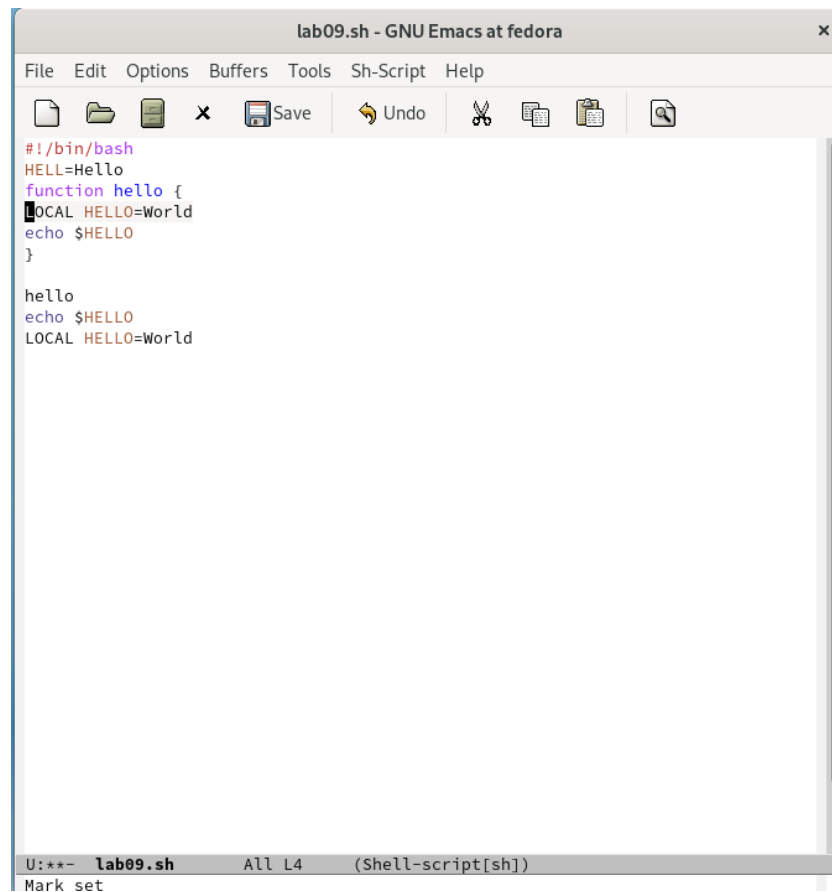 lab09.sh - GNU Emacs at fedora ×
File Edit Options Buffers Tools Sh-Script Help
Save Undo
#!/bin/bash
HELL=Hello
function hello {
LOCAL HELLO=World
echo $HELLO
}
hello
echo $HELLO
LOCAL HELLO=World
U:**- lab09.sh All L4 (Shell-script[sh])
Mark set